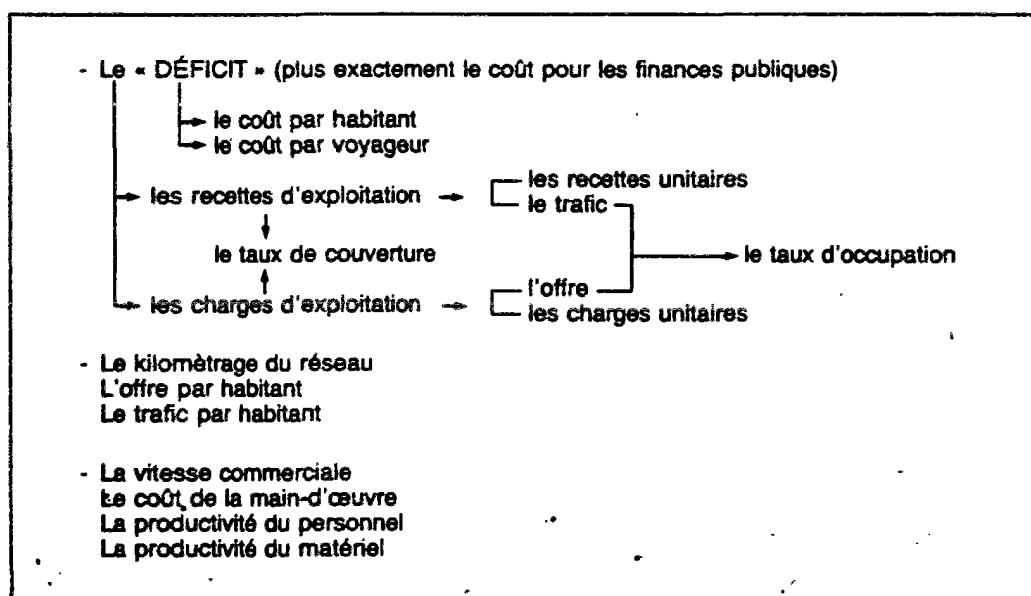 - Le « DÉFICIT » (plus exactement le coût pour les finances publiques)
le coût par habitant
le coût par voyageur
les recettes d'exploitation
les recettes unitaires
le trafic
le taux de couverture
le taux d'occupation
les charges d'exploitation
l'offre
les charges unitaires
- Le kilomètrage du réseau
L'offre par habitant
Le trafic par habitant
- La vitesse commerciale
Le coût de la main-d'œuvre
La productivité du personnel
La productivité du matériel